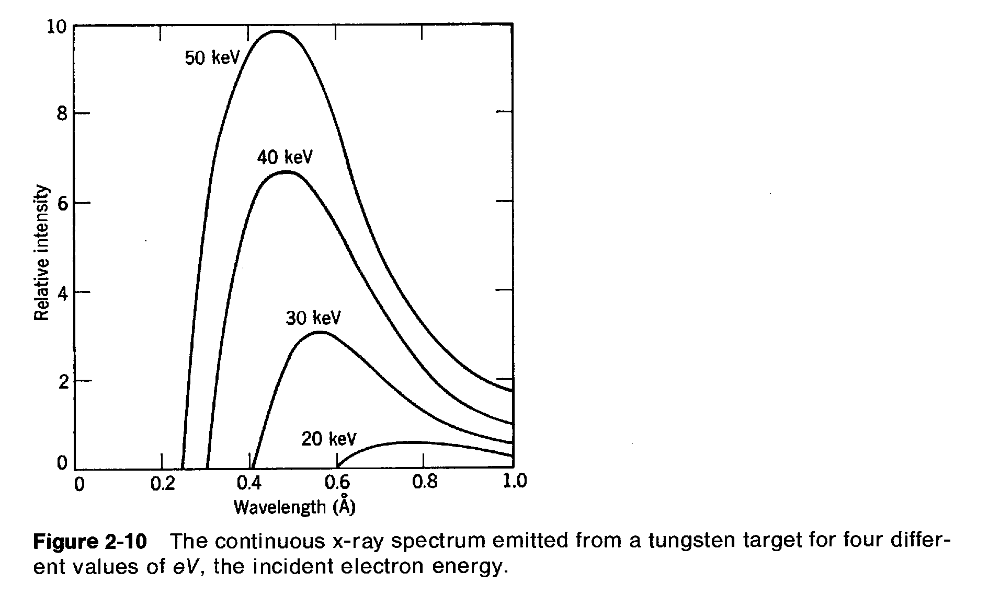 10
50 keV
8
40 keV
6
Relative intensity
30 keV
4
2
20 keV
0
0 0.2 0.4 0.6 0.8 1.0
Wavelength (Å)
Figure 2-10 The continuous x-ray spectrum emitted from a tungsten target for four differ-
ent values of eV, the incident electron energy.